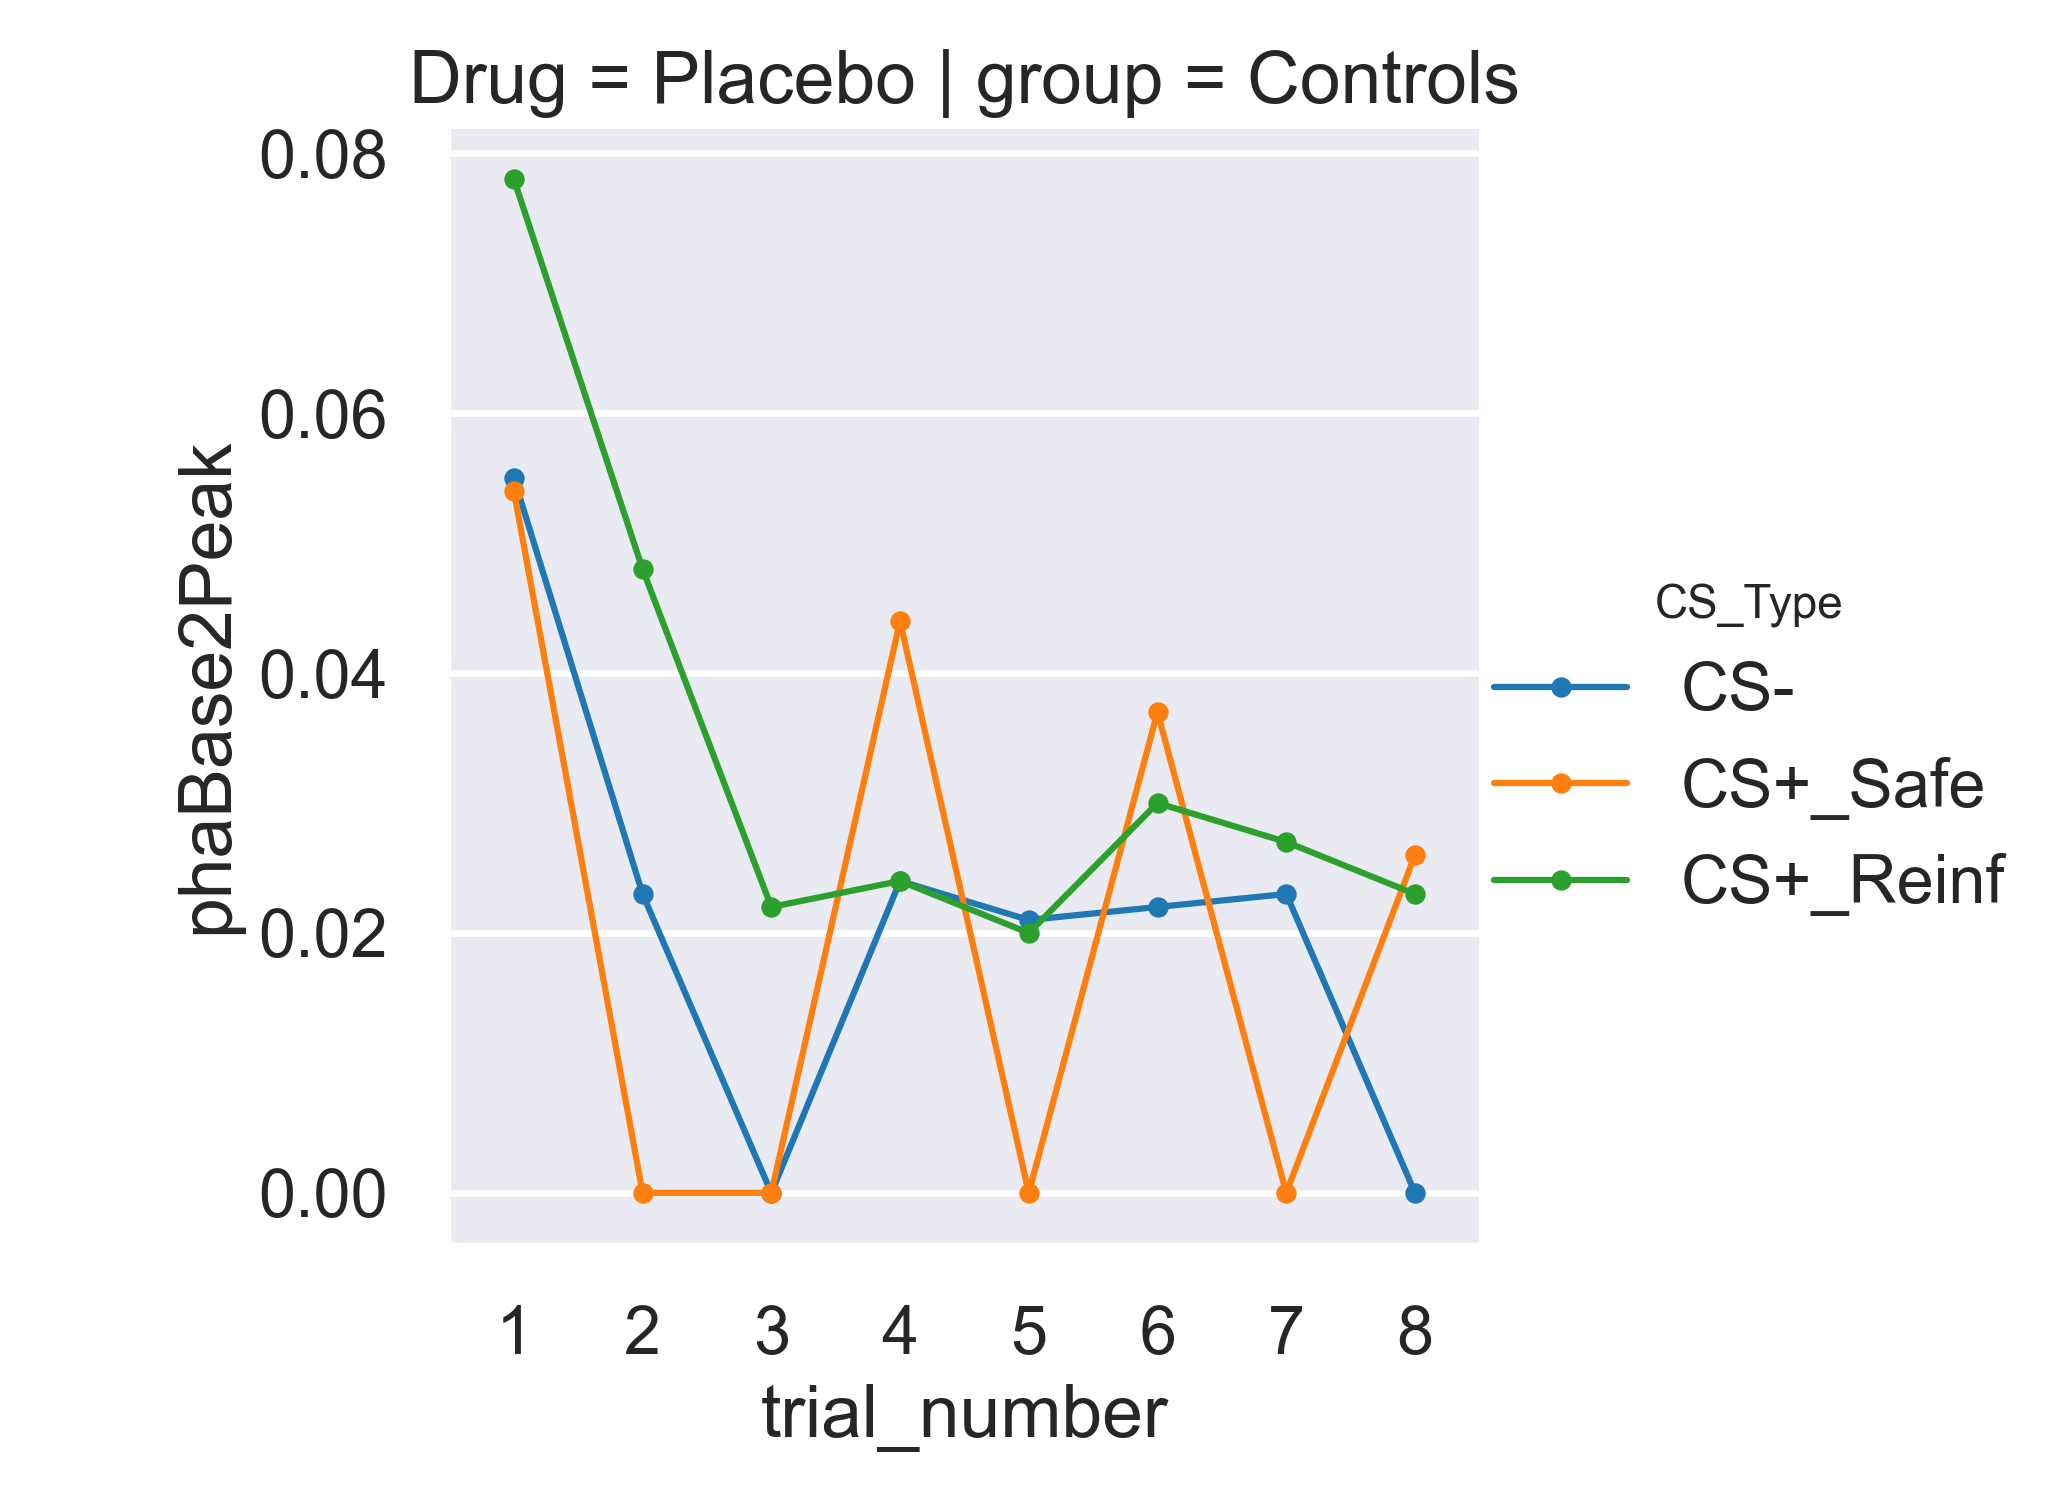 Drug = Placebo | group = Controls
0.08
0.06
0.04
0.02
0.00
phaBase2Peak
1 2 3 4 5 6 7 8
trial_number
CS_Type
CS-
CS+_Safe
CS+_Reinf